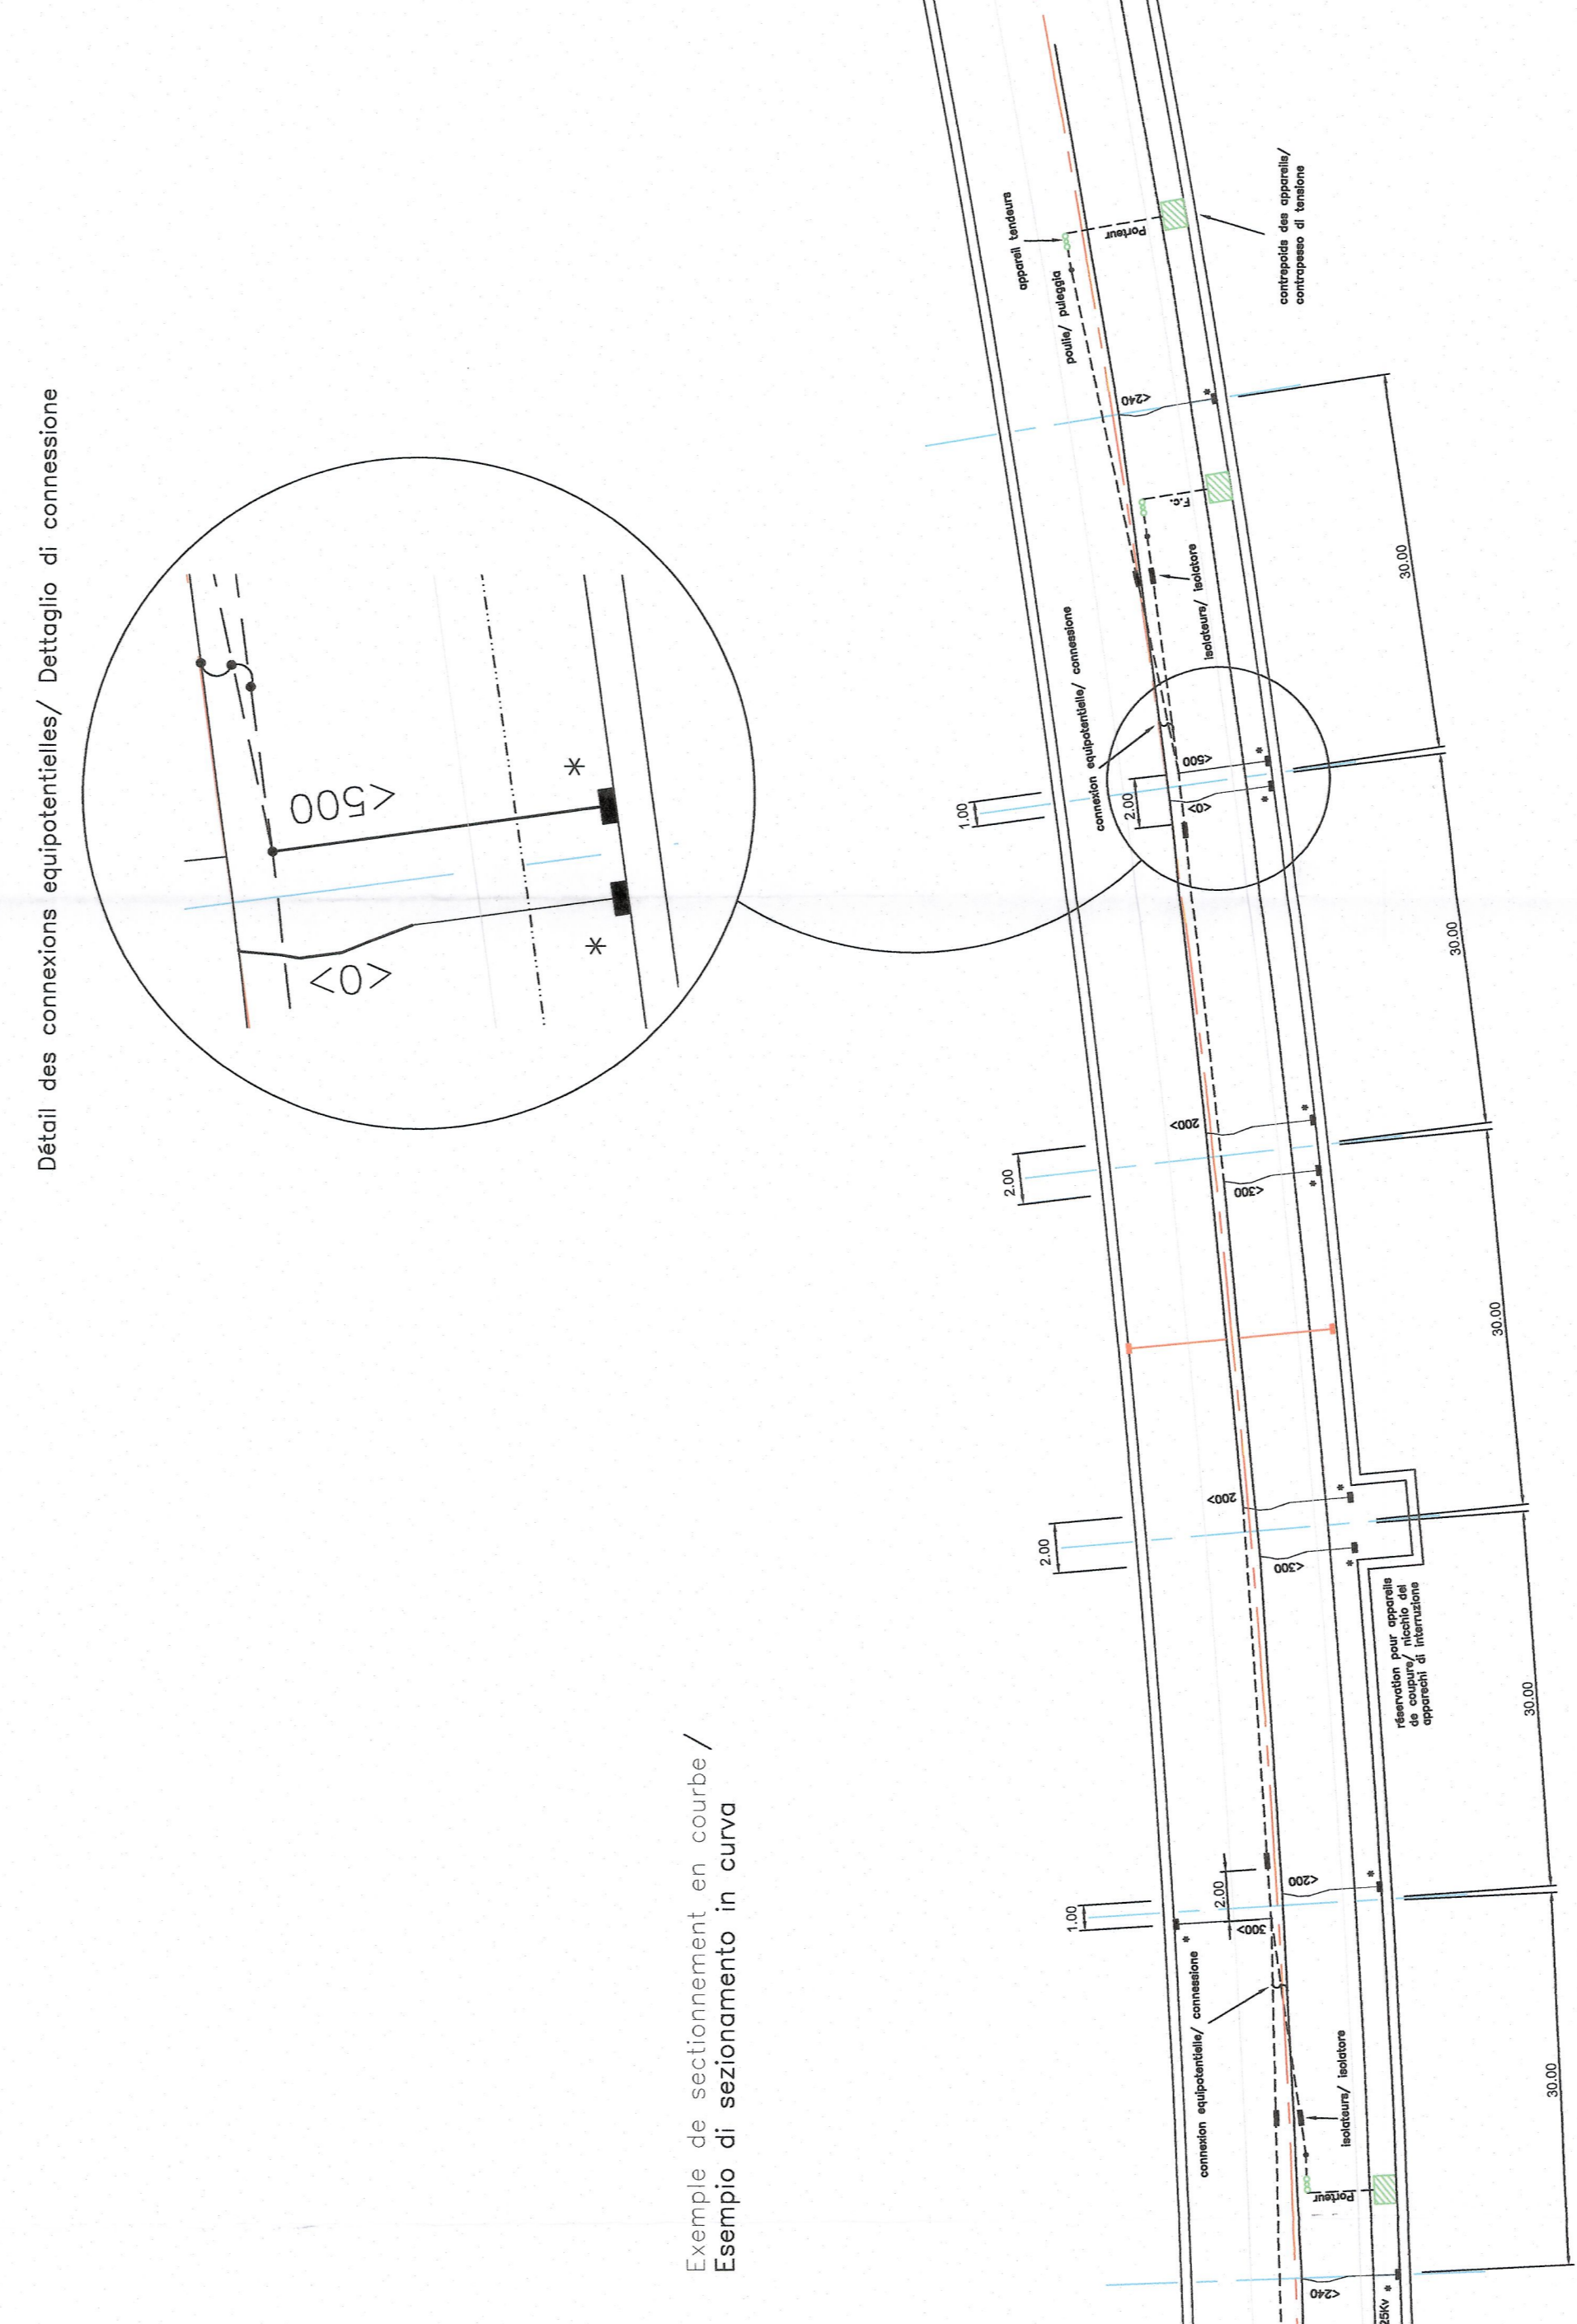 Détail des connexions equipotentielles/ Dettaglio di connessione
<500
<0>
*
*
Exemple de sectionnement en courbe /
Esempio di sezionamento in curva
appareil tendeurs
poulie/ puleggia
Porteur
contrepoids des appareils/
contrapesso di tensione
<240
*
F.c.
isolateurs/ isolatore
connexion equipotentielle/ connessione
30.00
1.00
2.00
<500
<0>
*
*
30.00
2.00
200>
<300
*
*
30.00
2.00
200>
<300
*
*
réservation pour appareils
de coupure/ nicchio del
apparechi di interruzione
30.00
1.00
2.00
<200
300>
*
*
connexion equipotentielle/ connessione
isolateurs/ isolatore
Porteur
30.00
<240
*
25Kv